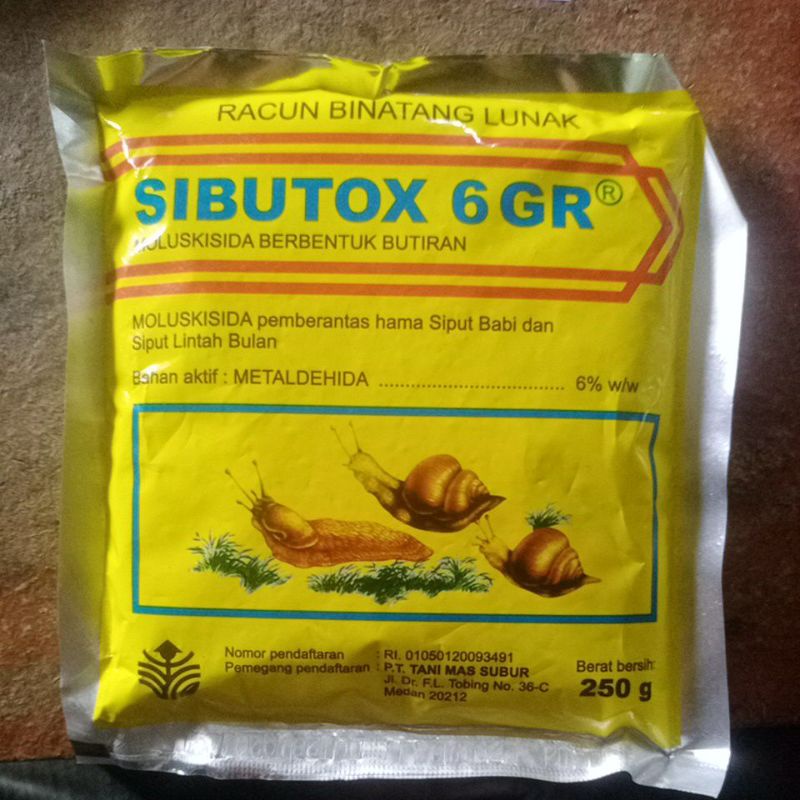 RACUN BINATANG LUNAK
SIBUTOX 6 GR®
MOLUSKISIDA BERBENTUK BUTIRAN
MOLUSKISIDA pemberantas hama Siput Babi dan
Siput Lintah Bulan
Bahan aktif : METALDEHIDA ................................... 6% w/w
Nomor pendaftaran : RI. 01050120093491
Pemegang pendaftaran : P.T. TANI MAS SUBUR
Jl. Dr. F.L. Tobing No. 36-C
Medan 20212
Berat bersih:
250 g